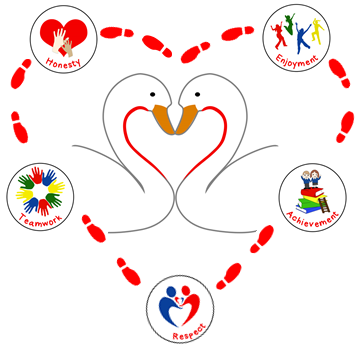 Honesty
Enjoyment
Teamwork
Achievement
Respect